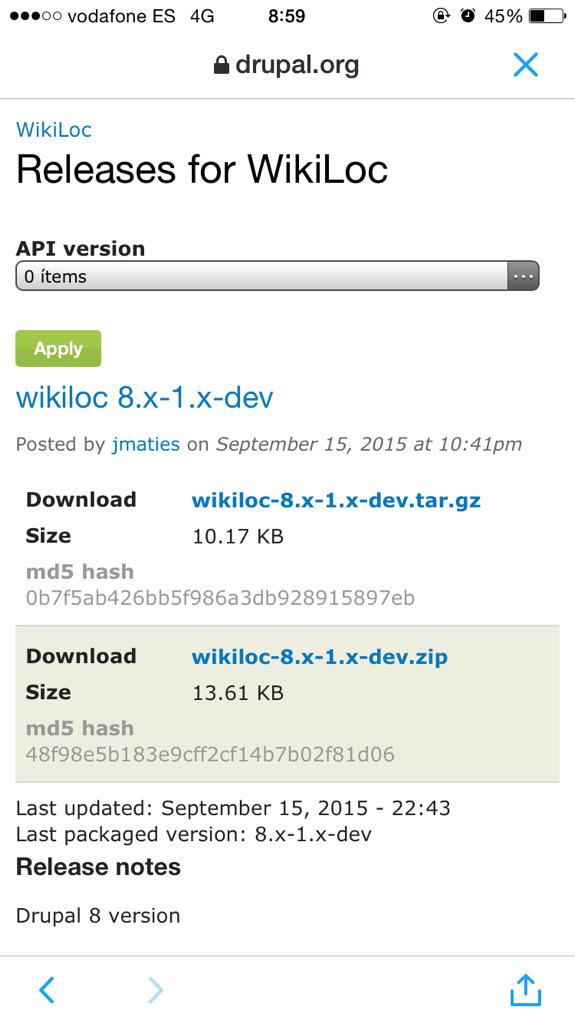 vodafone ES 4G 8:59 45%
drupal.org
WikiLoc
Releases for WikiLoc
API version
0 ítems ...
Apply
wikiloc 8.x-1.x-dev
Posted by jmaties on September 15, 2015 at 10:41pm
Download wikiloc-8.x-1.x-dev.tar.gz
Size 10.17 KB
md5 hash
0b7f5ab426bb5f986a3db928915897eb
Download wikiloc-8.x-1.x-dev.zip
Size 13.61 KB
md5 hash
48f98e5b183e9cff2cf14b7b02f81d06
Last updated: September 15, 2015 - 22:43
Last packaged version: 8.x-1.x-dev
Release notes
Drupal 8 version